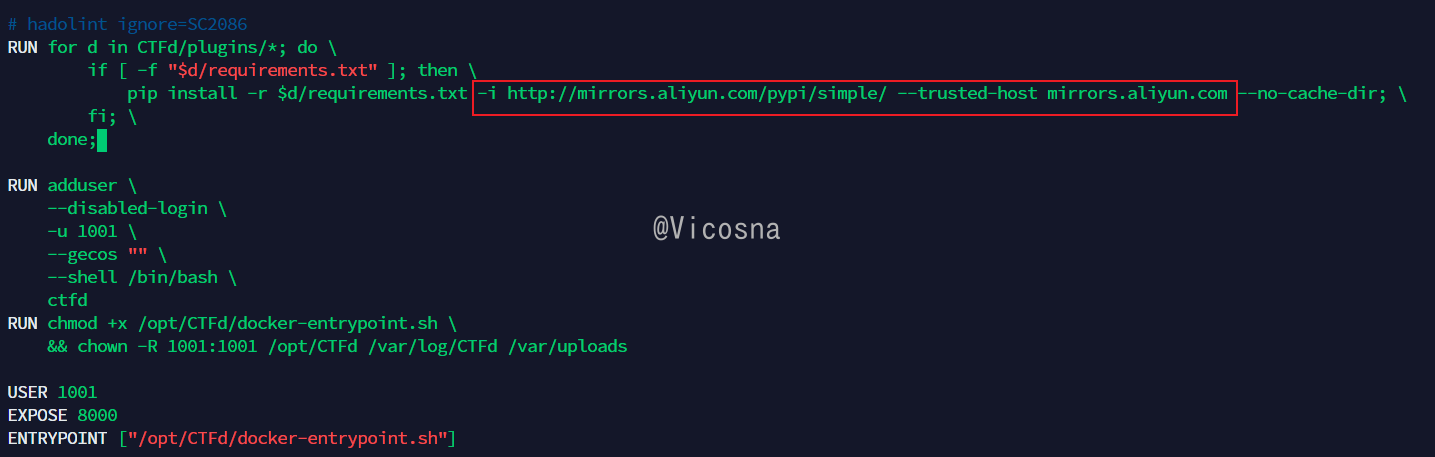 # hadolint ignore=SC2086
RUN for d in CTFd/plugins/*; do \
if [ -f "$d/requirements.txt" ]; then \
pip install -r $d/requirements.txt -i http://mirrors.aliyun.com/pypi/simple/ --trusted-host mirrors.aliyun.com --no-cache-dir; \
fi; \
done;
RUN adduser \
--disabled-login \
-u 1001 \
--gecos "" \
--shell /bin/bash \
ctfd
@Vicosna
RUN chmod +x /opt/CTFd/docker-entrypoint.sh \
&& chown -R 1001:1001 /opt/CTFd /var/log/CTFd /var/uploads
USER 1001
EXPOSE 8000
ENTRYPOINT ["/opt/CTFd/docker-entrypoint.sh"]